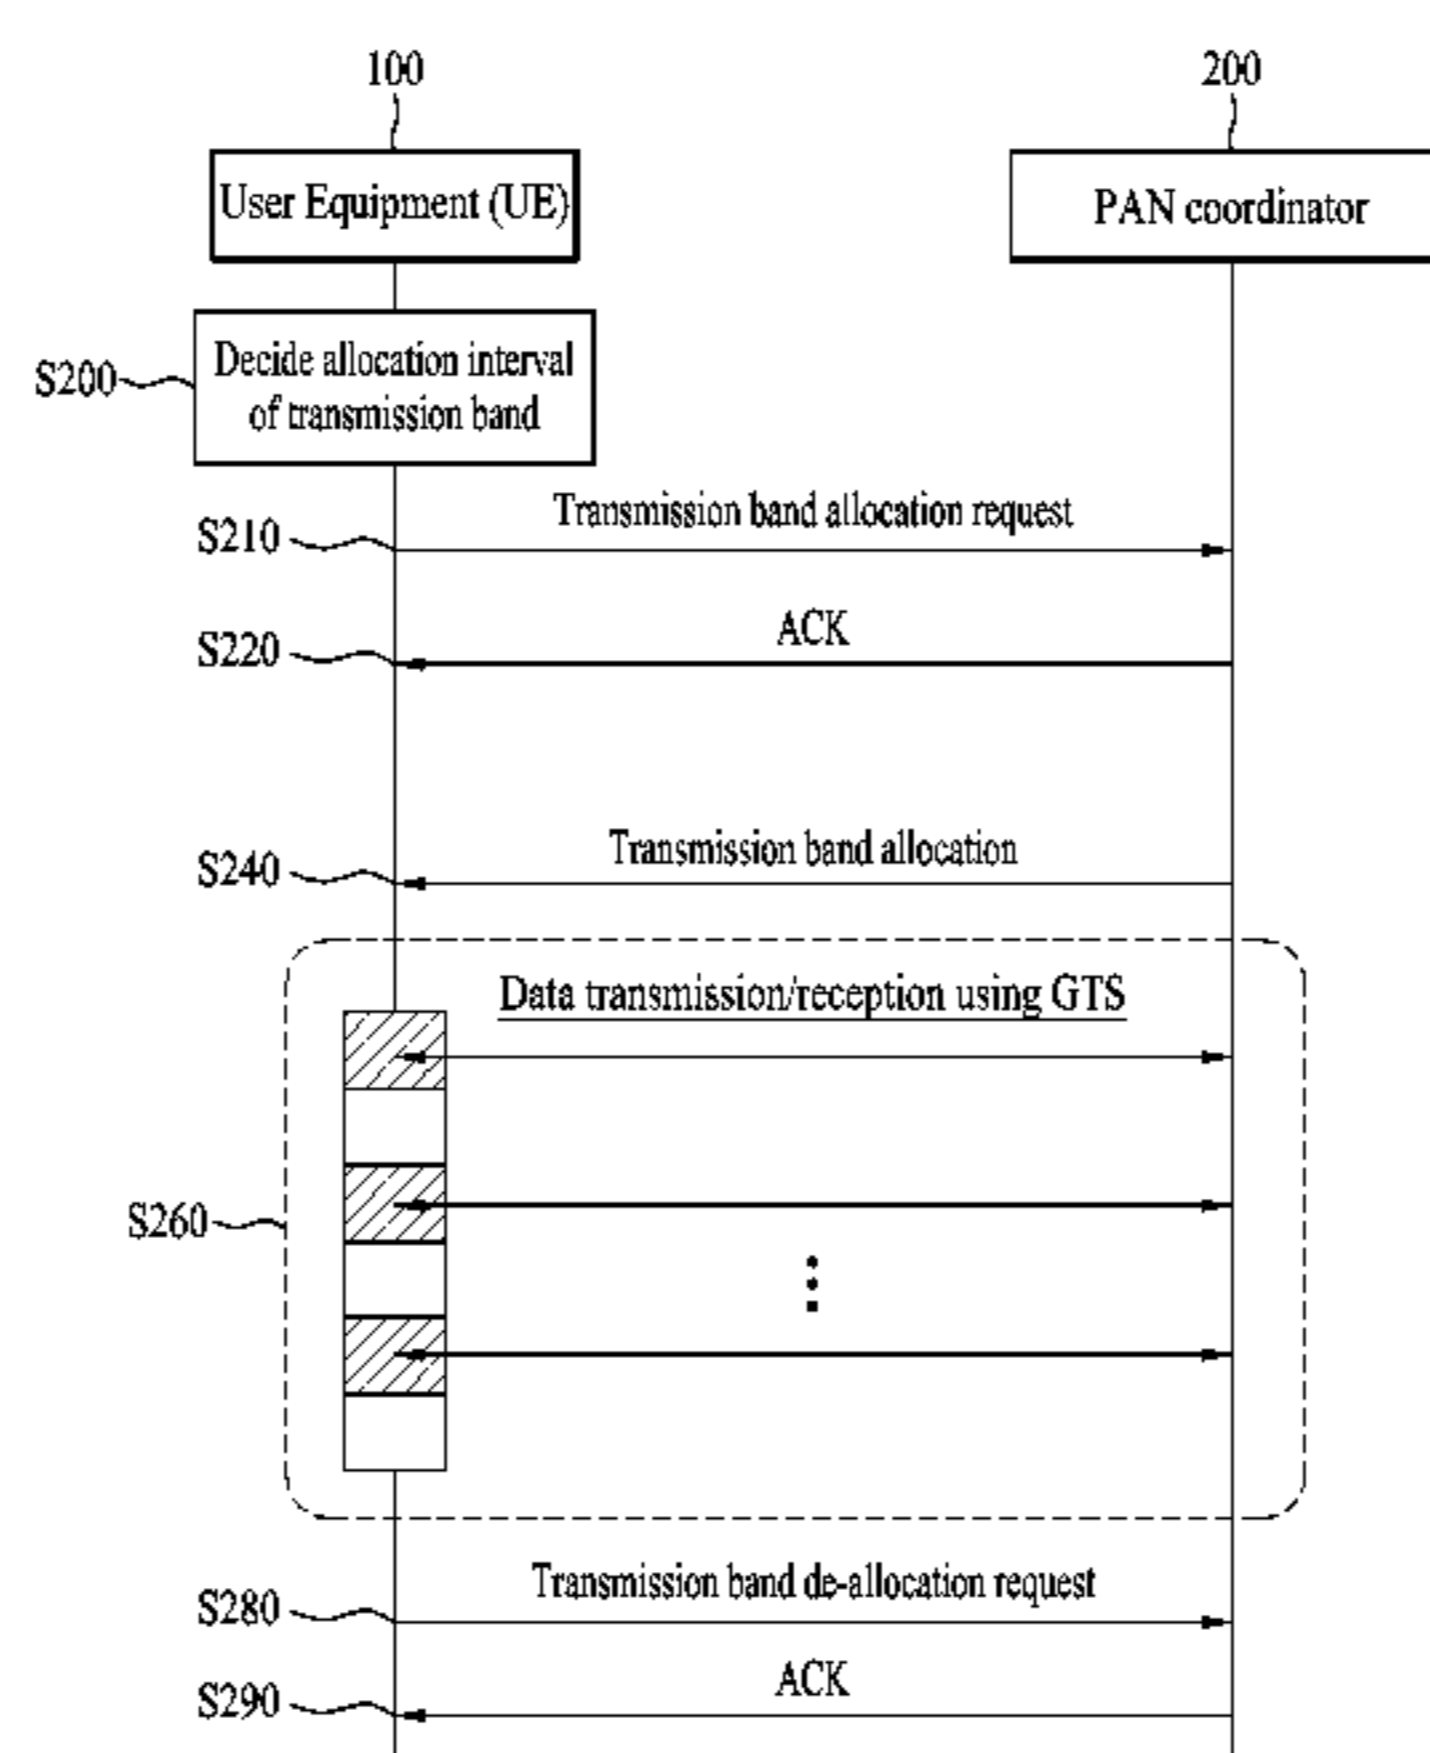 100
200
User Equipment (UE)
PAN coordinator
S200
Decide allocation interval
of transmission band
Transmission band allocation request
S210
ACK
S220
Transmission band allocation
S240
Data transmission/reception using GTS
S260
Transmission band de-allocation request
S280
ACK
S290